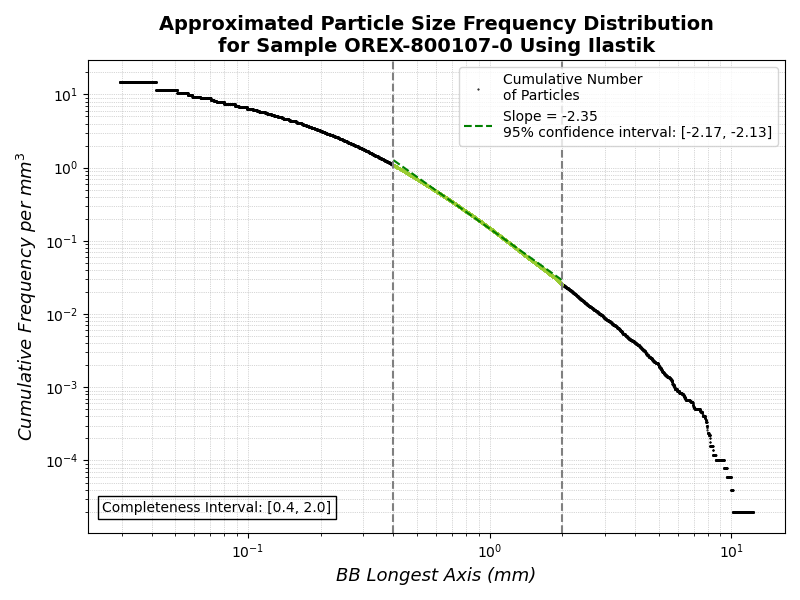 Approximated Particle Size Frequency Distribution
for Sample OREX-800107-0 Using Ilastik
Cumulative Number
of Particles
Slope = -2.35
95% confidence interval: [-2.17, -2.13]
Cumulative Frequency per mm³
10¹
10⁰
10⁻¹
10⁻²
10⁻³
10⁻⁴
Completeness Interval: [0.4, 2.0]
10⁻¹
10⁰
10¹
BB Longest Axis (mm)